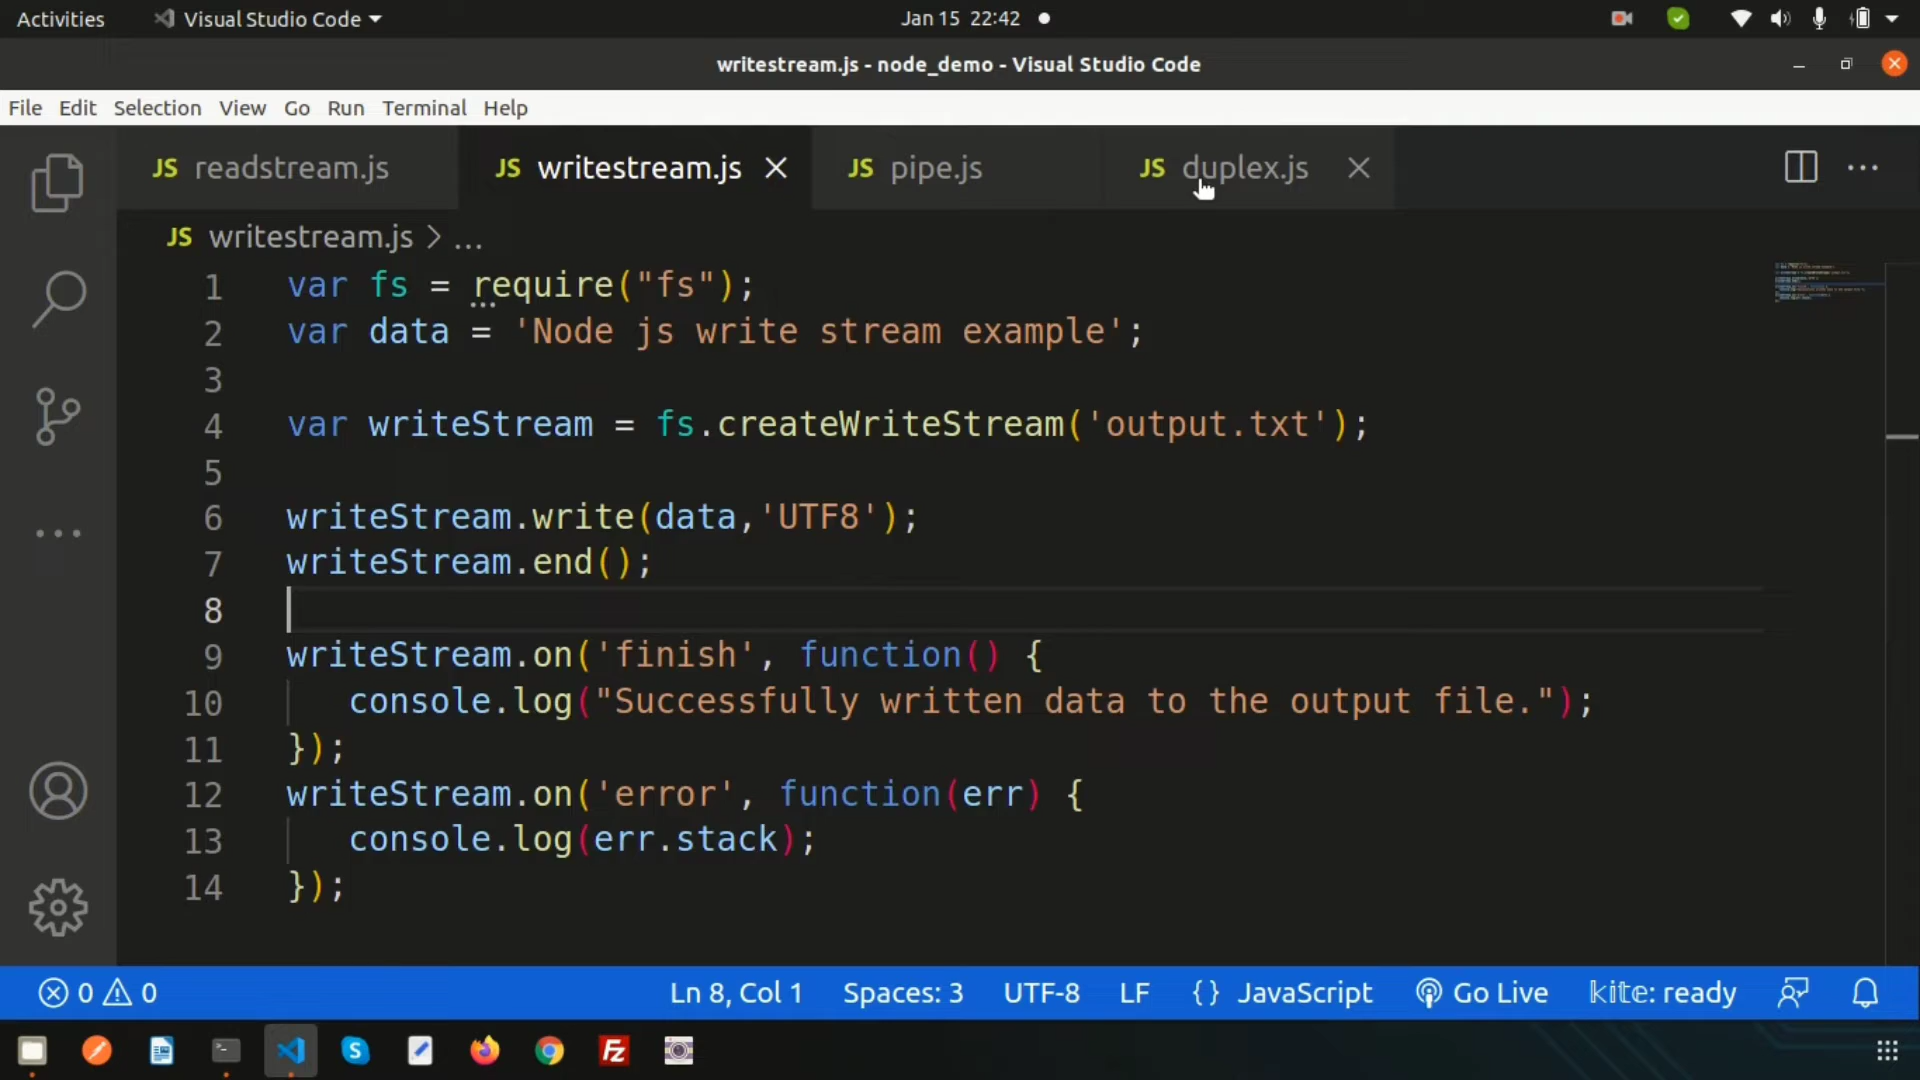 Activities Visual Studio Code Jan 15 22:42
writestream.js - node_demo - Visual Studio Code
File Edit Selection View Go Run Terminal Help
JS readstream.js JS writestream.js JS pipe.js JS duplex.js
JS writestream.js > ...
1 var fs = require("fs");
2 var data = 'Node js write stream example';
3
4 var writeStream = fs.createWriteStream('output.txt');
5
6 writeStream.write(data,'UTF8');
7 writeStream.end();
8
9 writeStream.on('finish', function() {
10 console.log("Successfully written data to the output file.");
11 });
12 writeStream.on('error', function(err) {
13 console.log(err.stack);
14 });
0 0 Ln 8, Col 1 Spaces: 3 UTF-8 LF {} JavaScript Go Live kite: ready